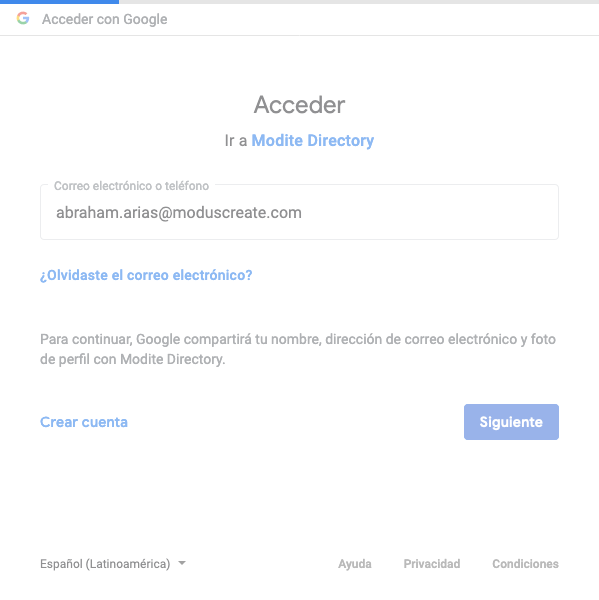 Acceder con Google
Acceder
Ir a Modite Directory
Correo electrónico o teléfono
abraham.arias@moduscreate.com
¿Olvidaste el correo electrónico?
Para continuar, Google compartirá tu nombre, dirección de correo electrónico y foto
de perfil con Modite Directory.
Crear cuenta
Siguiente
Español (Latinoamérica)
Ayuda
Privacidad
Condiciones